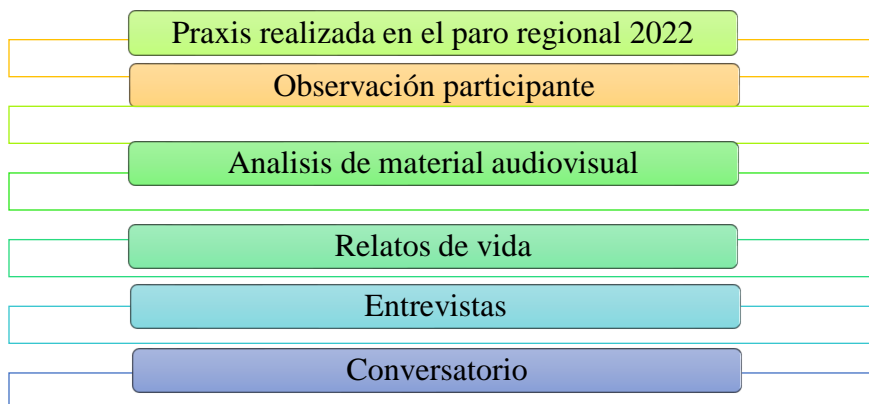 Praxis realizada en el paro regional 2022
Observación participante
Analisis de material audiovisual
Relatos de vida
Entrevistas
Conversatorio